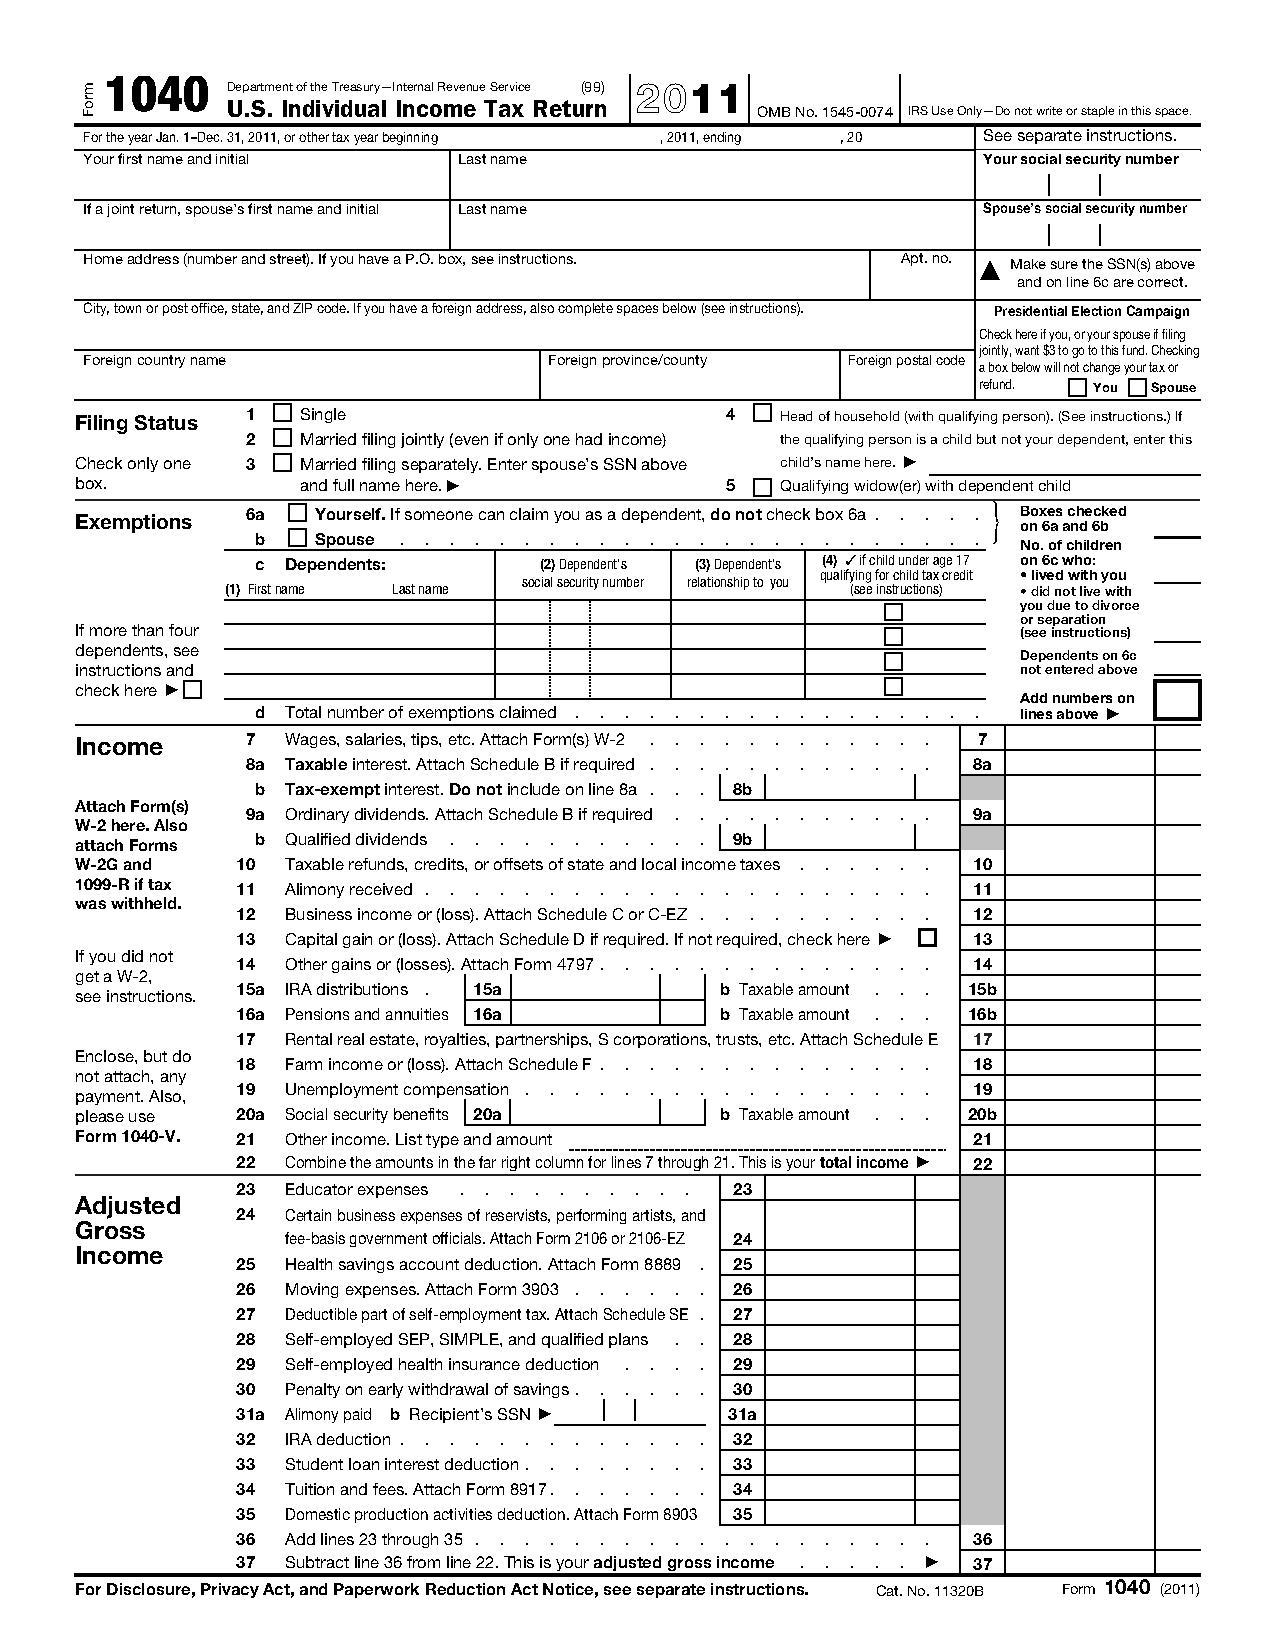 Form 1040 Department of the Treasury—Internal Revenue Service (99)
U.S. Individual Income Tax Return 2011 OMB No. 1545-0074 IRS Use Only—Do not write or staple in this space.
For the year Jan. 1–Dec. 31, 2011, or other tax year beginning , 2011, ending , 20 See separate instructions.
Your first name and initial Last name Your social security number
If a joint return, spouse's first name and initial Last name Spouse's social security number
Home address (number and street). If you have a P.O. box, see instructions. Apt. no.
▲ Make sure the SSN(s) above
and on line 6c are correct.
City, town or post office, state, and ZIP code. If you have a foreign address, also complete spaces below (see instructions).
Foreign country name Foreign province/county Foreign postal code
Presidential Election Campaign
Check here if you, or your spouse if filing
jointly, want $3 to go to this fund. Checking
a box below will not change your tax or
refund. You Spouse
Filing Status
Check only one
box.
1 Single
2 Married filing jointly (even if only one had income)
3 Married filing separately. Enter spouse's SSN above
and full name here. ▶
4 Head of household (with qualifying person). (See instructions.) If
the qualifying person is a child but not your dependent, enter this
child's name here. ▶
5 Qualifying widow(er) with dependent child
Exemptions
6a Yourself. If someone can claim you as a dependent, do not check box 6a . . . . .
b Spouse . . . . . . . . . . . . . . . . . . . . . . . .
c Dependents:
(1) First name Last name
(2) Dependent's
social security number
(3) Dependent's
relationship to you
(4) ✓ if child under age 17
qualifying for child tax credit
(see instructions)
If more than four
dependents, see
instructions and
check here ▶
d Total number of exemptions claimed . . . . . . . . . . . . . . . . .
Boxes checked
on 6a and 6b
No. of children
on 6c who:
• lived with you
• did not live with
you due to divorce
or separation
(see instructions)
Dependents on 6c
not entered above
Add numbers on
lines above ▶
Income
Attach Form(s)
W-2 here. Also
attach Forms
W-2G and
1099-R if tax
was withheld.
If you did not
get a W-2,
see instructions.
Enclose, but do
not attach, any
payment. Also,
please use
Form 1040-V.
7 Wages, salaries, tips, etc. Attach Form(s) W-2 . . . . . . . . . . . . 7
8a Taxable interest. Attach Schedule B if required . . . . . . . . . . . . 8a
b Tax-exempt interest. Do not include on line 8a . . . 8b
9a Ordinary dividends. Attach Schedule B if required . . . . . . . . . . . 9a
b Qualified dividends . . . . . . . . . . . 9b
10 Taxable refunds, credits, or offsets of state and local income taxes . . . . . . 10
11 Alimony received . . . . . . . . . . . . . . . . . . . . . 11
12 Business income or (loss). Attach Schedule C or C-EZ . . . . . . . . . . 12
13 Capital gain or (loss). Attach Schedule D if required. If not required, check here ▶ 13
14 Other gains or (losses). Attach Form 4797 . . . . . . . . . . . . . . 14
15a IRA distributions . 15a b Taxable amount . . . 15b
16a Pensions and annuities 16a b Taxable amount . . . 16b
17 Rental real estate, royalties, partnerships, S corporations, trusts, etc. Attach Schedule E 17
18 Farm income or (loss). Attach Schedule F . . . . . . . . . . . . . . 18
19 Unemployment compensation . . . . . . . . . . . . . . . . . 19
20a Social security benefits 20a b Taxable amount . . . 20b
21 Other income. List type and amount 21
22 Combine the amounts in the far right column for lines 7 through 21. This is your total income ▶ 22
Adjusted
Gross
Income
23 Educator expenses . . . . . . . . . . 23
24 Certain business expenses of reservists, performing artists, and
fee-basis government officials. Attach Form 2106 or 2106-EZ 24
25 Health savings account deduction. Attach Form 8889 . 25
26 Moving expenses. Attach Form 3903 . . . . . . 26
27 Deductible part of self-employment tax. Attach Schedule SE . 27
28 Self-employed SEP, SIMPLE, and qualified plans . . 28
29 Self-employed health insurance deduction . . . . 29
30 Penalty on early withdrawal of savings . . . . . . 30
31a Alimony paid b Recipient's SSN ▶ 31a
32 IRA deduction . . . . . . . . . . . . . 32
33 Student loan interest deduction . . . . . . . . 33
34 Tuition and fees. Attach Form 8917 . . . . . . . 34
35 Domestic production activities deduction. Attach Form 8903 35
36 Add lines 23 through 35 . . . . . . . . . . . . . . . . . . . 36
37 Subtract line 36 from line 22. This is your adjusted gross income . . . . . ▶ 37
For Disclosure, Privacy Act, and Paperwork Reduction Act Notice, see separate instructions. Cat. No. 11320B Form 1040 (2011)